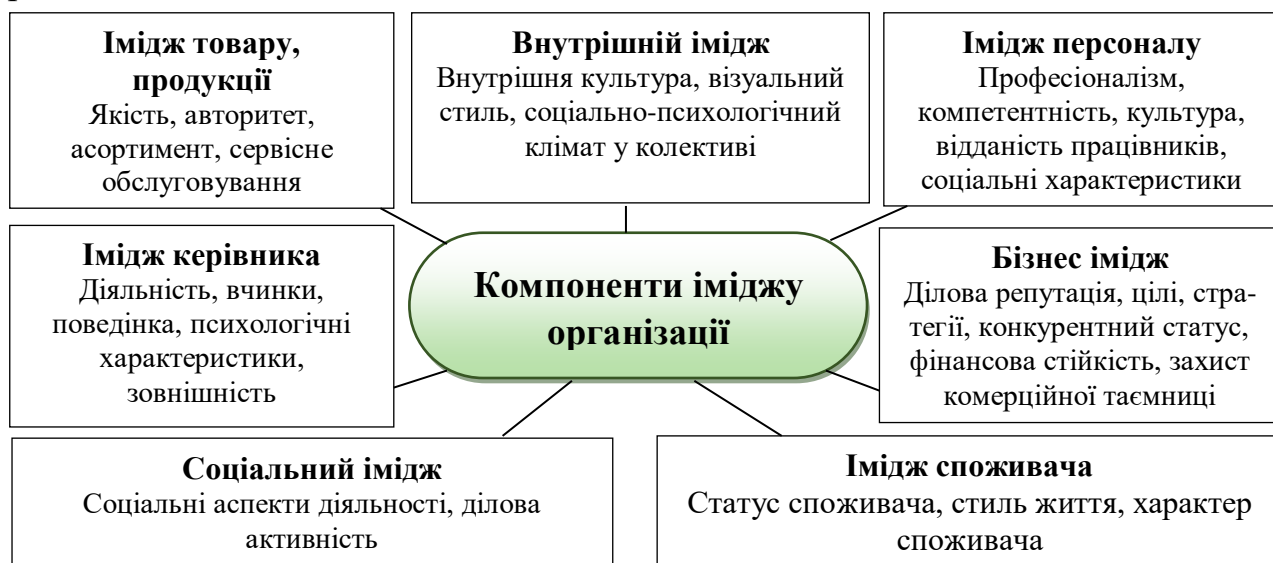 Імідж товару,
продукції
Якість, авторитет,
асортимент, сервісне
обслуговування
Внутрішній імідж
Внутрішня культура, візуальний
стиль, соціально-психологічний
клімат у колективі
Імідж персоналу
Професіоналізм,
компетентність, культура,
відданість працівників,
соціальні характеристики
Імідж керівника
Діяльність, вчинки,
поведінка, психологічні
характеристики,
зовнішність
Компоненти іміджу
організації
Бізнес імідж
Ділова репутація, цілі, стра-
тегії, конкурентний статус,
фінансова стійкість, захист
комерційної таємниці
Соціальний імідж
Соціальні аспекти діяльності, ділова
активність
Імідж споживача
Статус споживача, стиль життя, характер
споживача